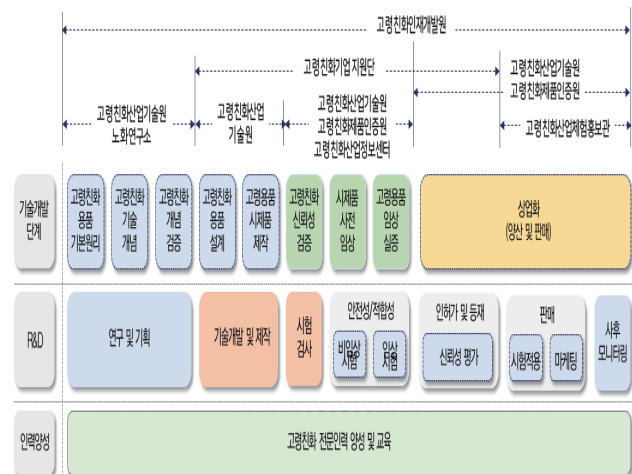 고령친화인재개발원
고령친화기업 지원단
고령친화산업기술원
고령친화제품인증원
고령친화산업기술원
노화연구소
고령친화산업
기술원
고령친화산업기술원
고령친화제품인증원
고령친화산업정보센터
고령친화산업체험홍보관
기술개발
단계
고령친화
용품
기본원리
고령친화
기술
개념
고령친화
개념
검증
고령친화
용품
설계
고령용품
시제품
제작
고령친화
신뢰성
검증
시제품
사전
임상
고령용품
임상
실증
상업화
(양산 및 판매)
R&D
연구 및 기획
기술개발 및 제작
시험
검사
안전성/적합성
비임상
시험
임상
시험
인허가 및 등재
신뢰성 평가
판매
시험적용
마케팅
사후
모니터링
인력양성
고령친화 전문인력 양성 및 교육